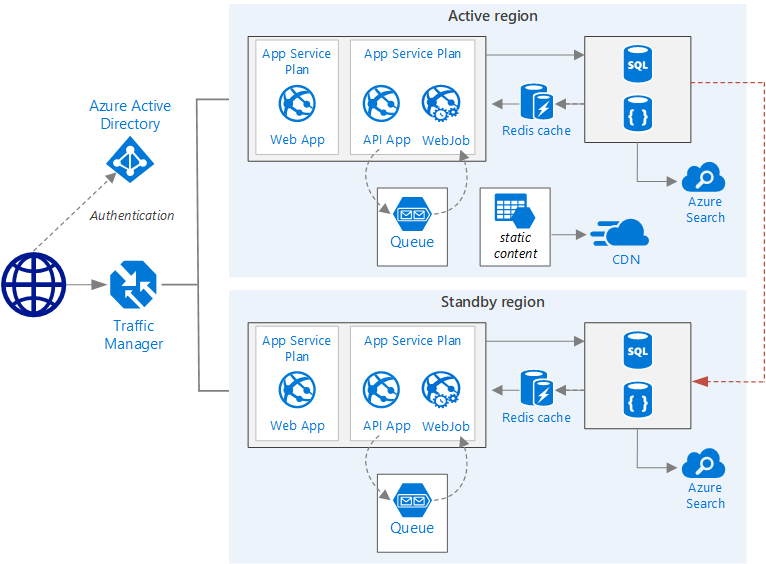 Active region
App Service
Plan
App Service Plan
Web App
API App
WebJob
SQL
{ }
Redis cache
Azure Active
Directory
Authentication
Queue
static
content
CDN
Azure
Search
Traffic
Manager
Standby region
App Service
Plan
App Service Plan
Web App
API App
WebJob
SQL
{ }
Redis cache
Queue
Azure
Search